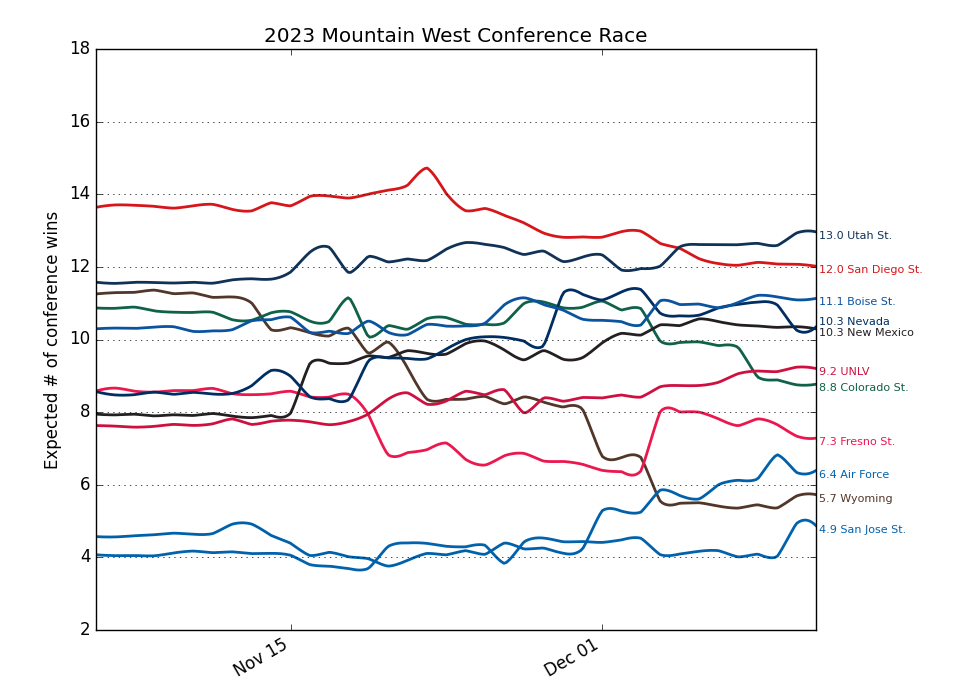 2023 Mountain West Conference Race
Expected # of conference wins
18
16
14
12
10
8
6
4
2
Nov 15
Dec 01
13.0 Utah St.
12.0 San Diego St.
11.1 Boise St.
10.3 Nevada
10.3 New Mexico
9.2 UNLV
8.8 Colorado St.
7.3 Fresno St.
6.4 Air Force
5.7 Wyoming
4.9 San Jose St.